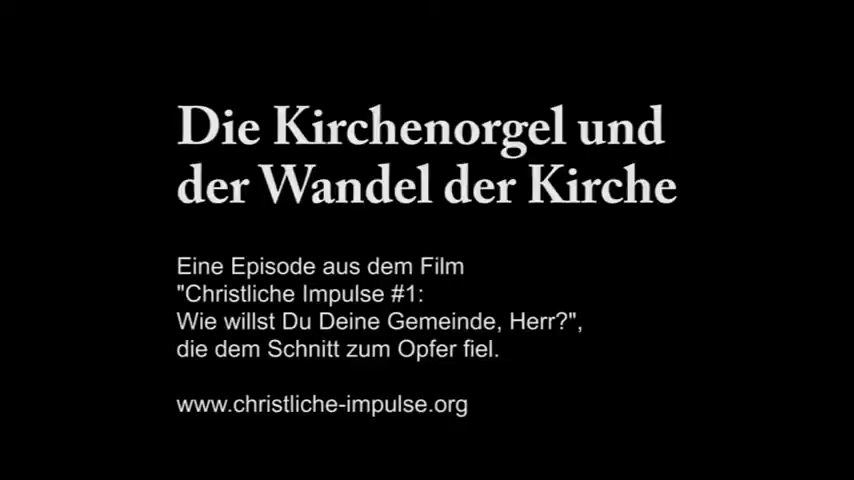 Die Kirchenorgel und
der Wandel der Kirche
Eine Episode aus dem Film
"Christliche Impulse #1:
Wie willst Du Deine Gemeinde, Herr?",
die dem Schnitt zum Opfer fiel.
www.christliche-impulse.org